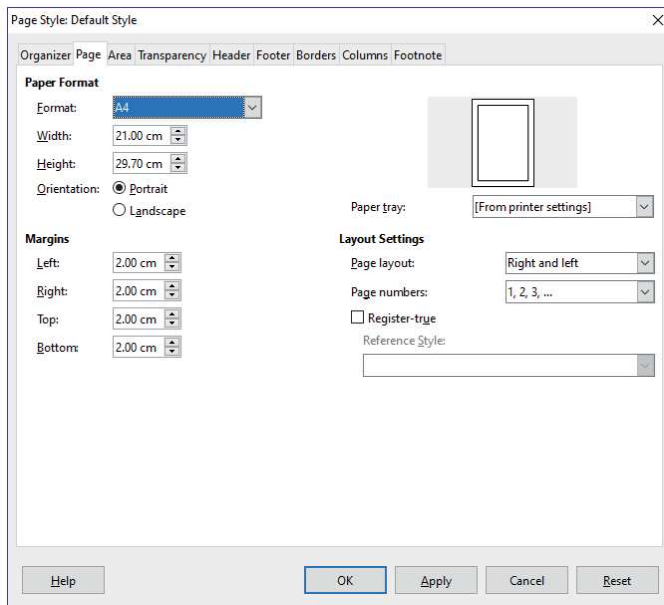 Page Style: Default Style
Organizer Page Area Transparency Header Footer Borders Columns Footnote
Paper Format
Format: A4
Width: 21.00 cm
Height: 29.70 cm
Orientation: Portrait
Landscape
Paper tray: [From printer settings]
Margins
Left: 2.00 cm
Right: 2.00 cm
Top: 2.00 cm
Bottom: 2.00 cm
Layout Settings
Page layout: Right and left
Page numbers: 1, 2, 3, ...
Register-true
Reference Style:
Help OK Apply Cancel Reset